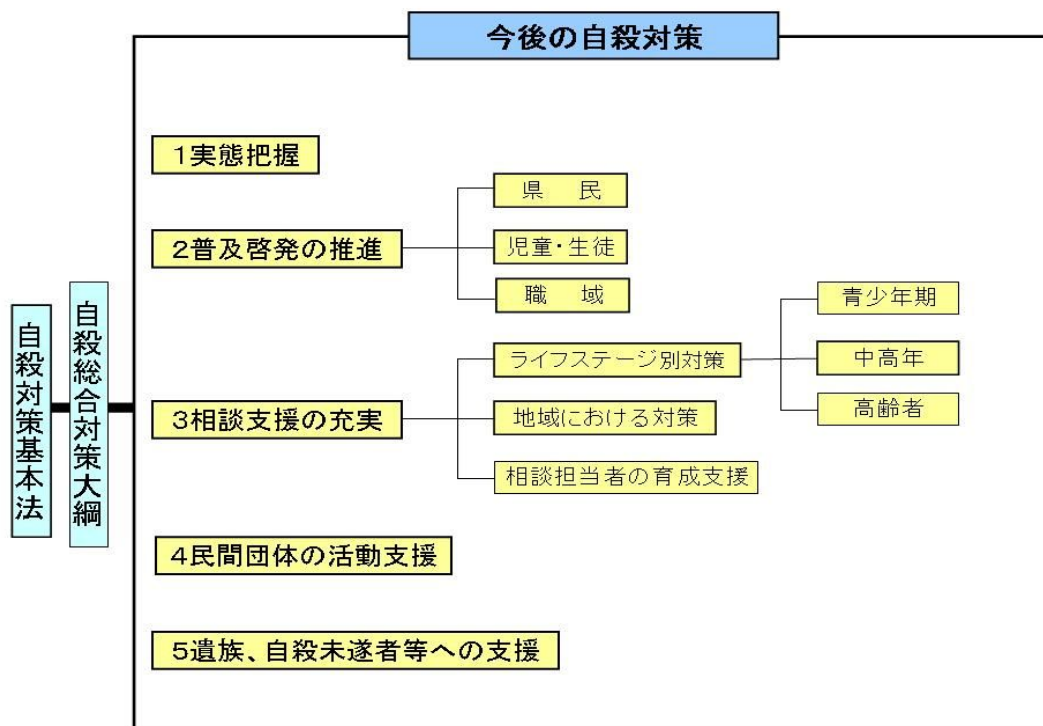 今後の自殺対策
自殺対策基本法
自殺総合対策大綱
1実態把握
2普及啓発の推進
県　民
児童・生徒
職　域
3相談支援の充実
ライフステージ別対策
青少年期
中高年
高齢者
地域における対策
相談担当者の育成支援
4民間団体の活動支援
5遺族、自殺未遂者等への支援